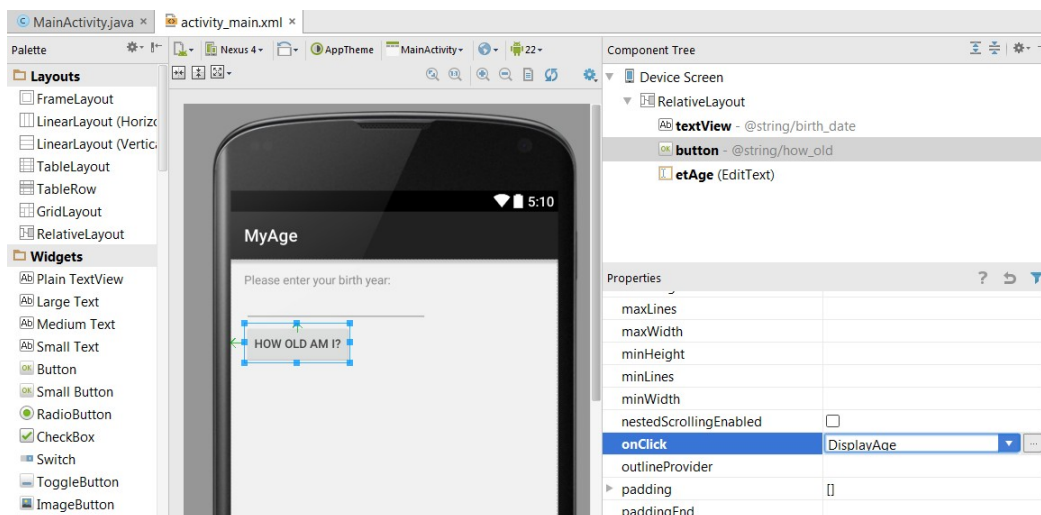 MainActivity.java
activity_main.xml
Palette
Nexus 4
AppTheme
MainActivity
22
Component Tree
Layouts
FrameLayout
LinearLayout (Horizo
LinearLayout (Vertic
TableLayout
TableRow
GridLayout
RelativeLayout
Widgets
Plain TextView
Large Text
Medium Text
Small Text
Button
Small Button
RadioButton
CheckBox
Switch
ToggleButton
ImageButton
5:10
MyAge
Please enter your birth year:
HOW OLD AM I?
Device Screen
RelativeLayout
textView - @string/birth_date
button - @string/how_old
etAge (EditText)
Properties
maxLines
maxWidth
minHeight
minLines
minWidth
nestedScrollingEnabled
onClick DisplayAge
outlineProvider
padding []
paddingEnd